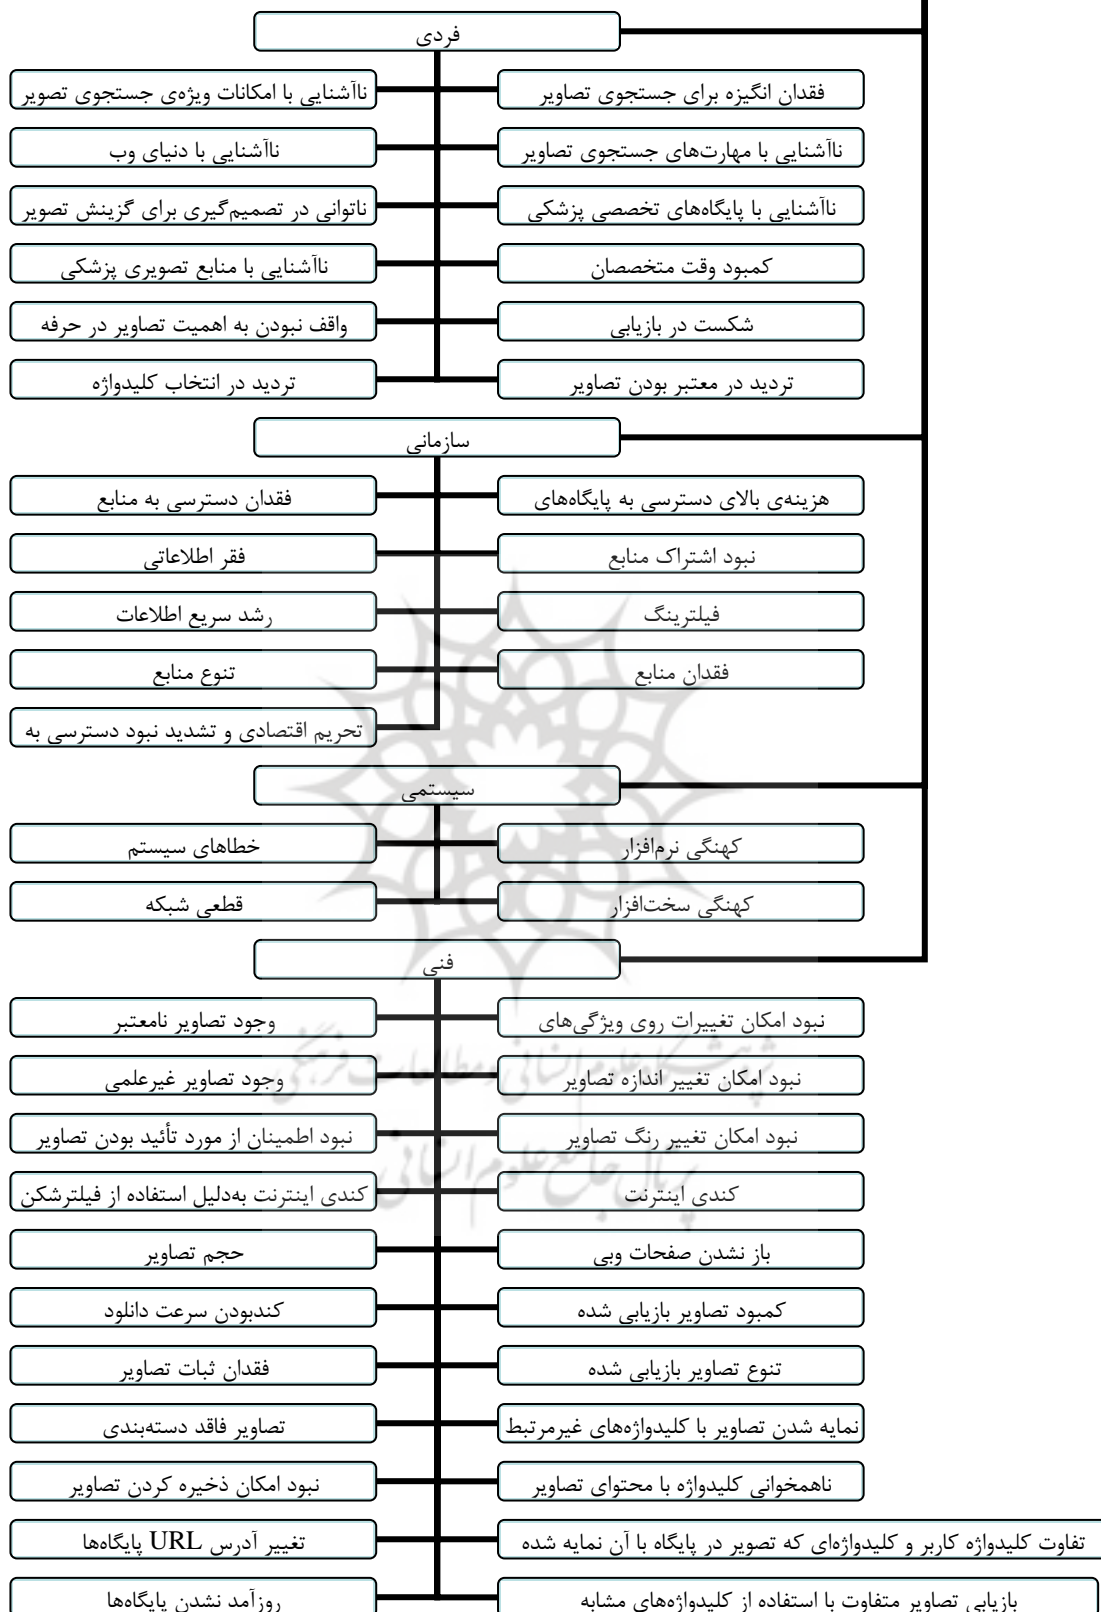 فردی
فقدان انگیزه برای جستجوی تصاویر
ناآشنایی با امکانات ویژه‌ی جستجوی تصویر
ناآشنایی با مهارت‌های جستجوی تصاویر
ناآشنایی با دنیای وب
ناآشنایی با پایگاه‌های تخصصی پزشکی
ناتوانی در تصمیم‌گیری برای گزینش تصویر
کمبود وقت متخصصان
ناآشنایی با منابع تصویری پزشکی
شکست در بازیابی
واقف نبودن به اهمیت تصاویر در حرفه
تردید در معتبر بودن تصاویر
تردید در انتخاب کلیدواژه
سازمانی
هزینه‌ی بالای دسترسی به پایگاه‌های
فقدان دسترسی به منابع
نبود اشتراک منابع
فقر اطلاعاتی
فیلترینگ
رشد سریع اطلاعات
فقدان منابع
تنوع منابع
تحریم اقتصادی و تشدید نبود دسترسی به
سیستمی
کهنگی نرم‌افزار
خطاهای سیستم
کهنگی سخت‌افزار
قطعی شبکه
فنی
نبود امکان تغییرات روی ویژگی‌های
وجود تصاویر نامعتبر
نبود امکان تغییر اندازه تصاویر
وجود تصاویر غیرعلمی
نبود امکان تغییر رنگ تصاویر
نبود اطمینان از مورد تأئید بودن تصاویر
کندی اینترنت
کندی اینترنت به‌دلیل استفاده از فیلترشکن
باز نشدن صفحات وبی
حجم تصاویر
کمبود تصاویر بازیابی شده
کندبودن سرعت دانلود
تنوع تصاویر بازیابی شده
فقدان ثبات تصاویر
نمایه شدن تصاویر با کلیدواژه‌های غیرمرتبط
تصاویر فاقد دسته‌بندی
ناهمخوانی کلیدواژه با محتوای تصاویر
نبود امکان ذخیره کردن تصاویر
تفاوت کلیدواژه کاربر و کلیدواژه‌ای که تصویر در پایگاه با آن نمایه شده
تغییر آدرس URL پایگاه‌ها
بازیابی تصاویر متفاوت با استفاده از کلیدواژه‌های مشابه
روزآمد نشدن پایگاه‌ها
پژوهشگاه علوم انسانی و مطالعات فرهنگی
پرتال جامع علوم انسانی